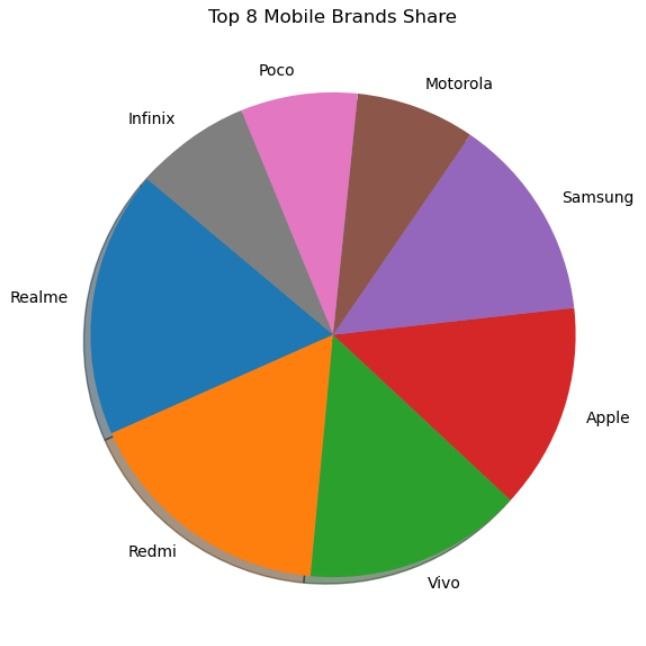 Top 8 Mobile Brands Share
Poco
Motorola
Infinix
Samsung
Realme
Apple
Redmi
Vivo